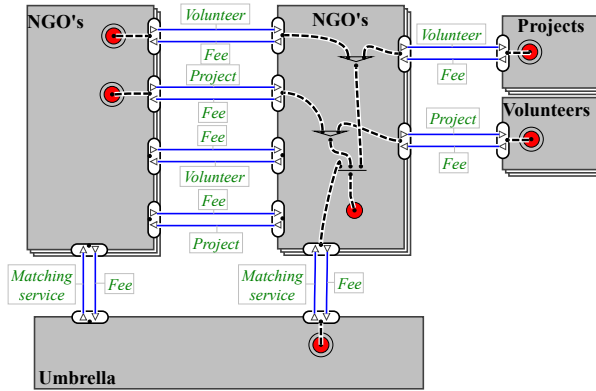 NGO's
Volunteer
Fee
Project
Fee
Fee
Volunteer
Fee
Project
NGO's
Volunteer
Fee
Projects
Project
Fee
Volunteers
Matching
service
Fee
Matching
service
Fee
Umbrella